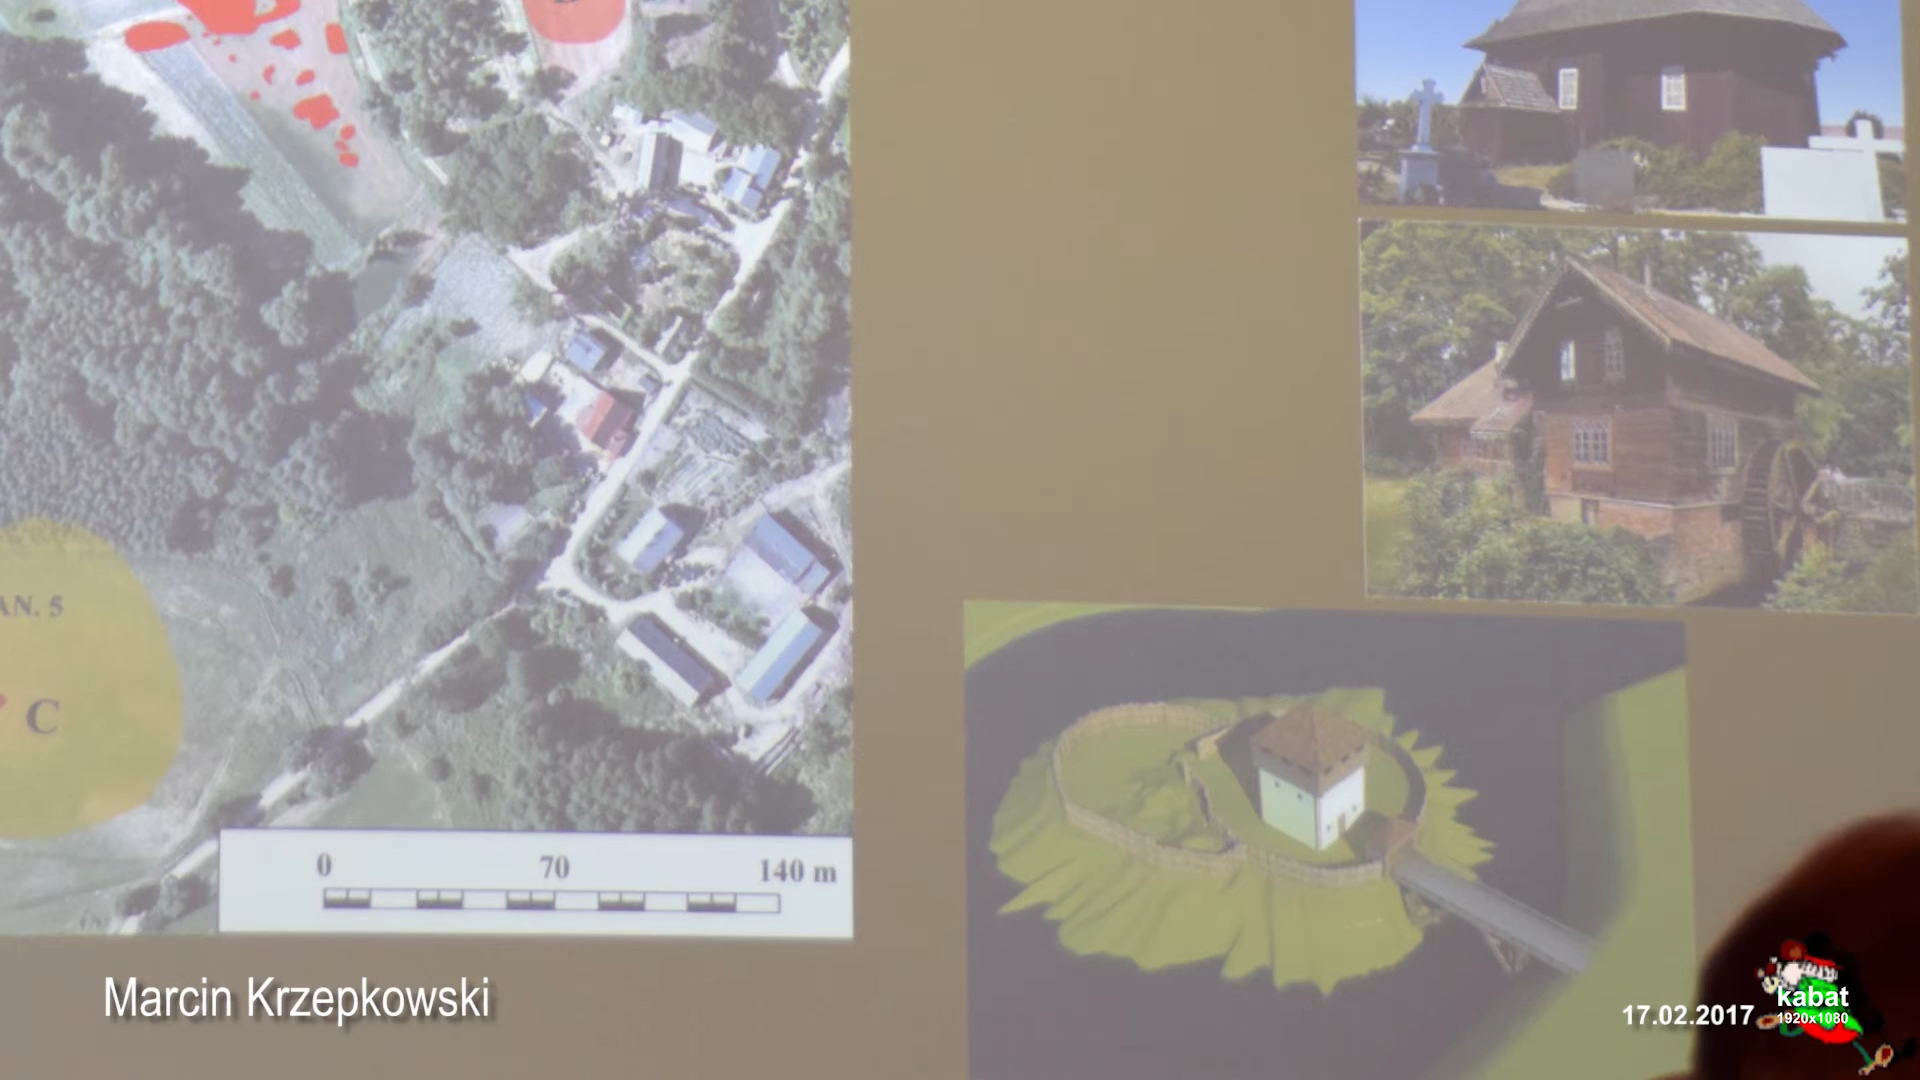 AN. 5
C
0 70 140 m
Marcin Krzepkowski
17.02.2017
kabat
1920x1080